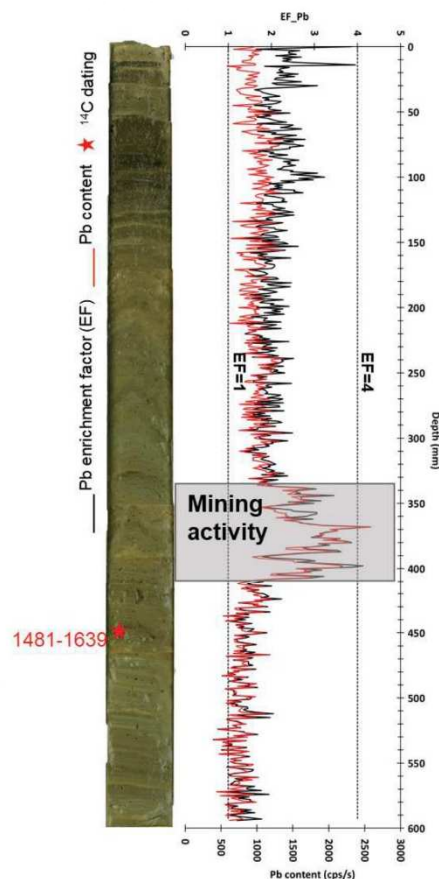 EF_Pb
0 1 2 3 4 5
Pb enrichment factor (EF)
Pb content
¹⁴C dating
EF=1
EF=4
Depth (mm)
0
50
100
150
200
250
300
350
400
450
500
550
600
Mining
activity
1481-1639
0 500 1000 1500 2000 2500 3000
Pb content (cps/s)